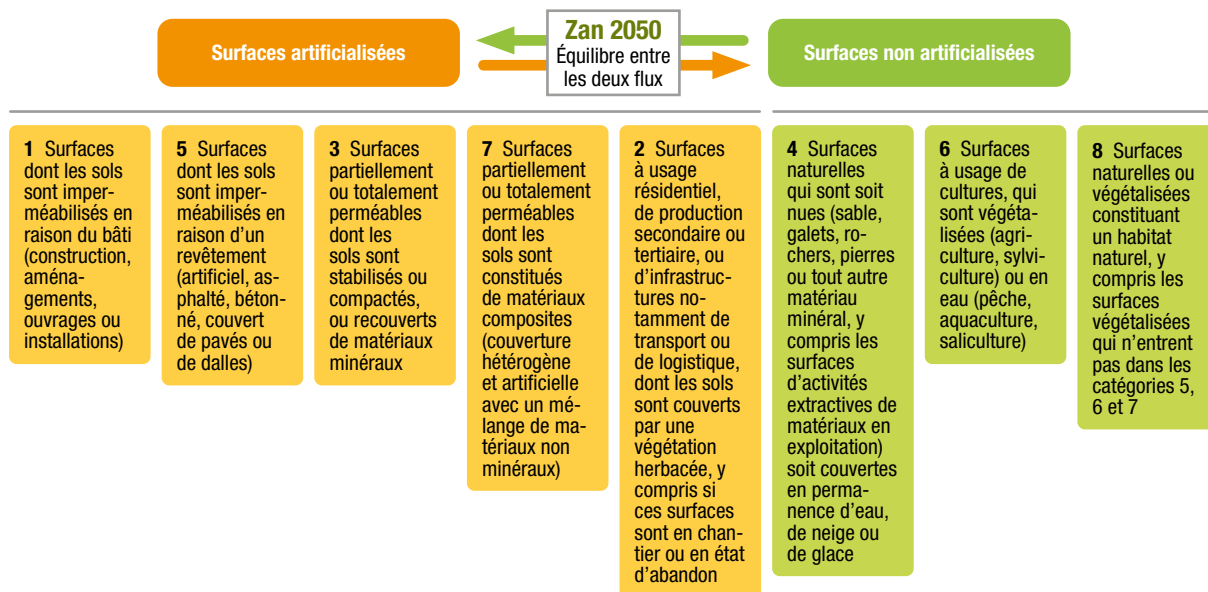 Surfaces artificialisées
Zan 2050
Équilibre entre
les deux flux
Surfaces non artificialisées
1 Surfaces
dont les sols
sont imper-
méabilisés en
raison du bâti
(construction,
aména-
gements,
ouvrages ou
installations)
5 Surfaces
dont les sols
sont imper-
méabilisés en
raison d’un
revêtement
(artificiel, as-
phalté, béton-
né, couvert
de pavés ou
de dalles)
3 Surfaces
partiellement
ou totalement
perméables
dont les
sols sont
stabilisés ou
compactés,
ou recouverts
de matériaux
minéraux
7 Surfaces
partiellement
ou totalement
perméables
dont les
sols sont
constitués
de matériaux
composites
(couverture
hétérogène
et artificielle
avec un mé-
lange de ma-
tériaux non
minéraux)
2 Surfaces
à usage
résidentiel,
de production
secondaire ou
tertiaire, ou
d’infrastruc-
tures no-
tamment de
transport ou
de logistique,
dont les sols
sont couverts
par une
végétation
herbacée, y
compris si
ces surfaces
sont en chan-
tier ou en état
d’abandon
4 Surfaces
naturelles
qui sont soit
nues (sable,
galets, ro-
chers, pierres
ou tout autre
matériau
minéral, y
compris les
surfaces
d’activités
extractives de
matériaux en
exploitation)
soit couvertes
en perma-
nence d’eau,
de neige ou
de glace
6 Surfaces
à usage de
cultures, qui
sont végéta-
lisées (agri-
culture, sylvi-
culture) ou en
eau (pêche,
aquaculture,
saliculture)
8 Surfaces
naturelles ou
végétalisées
constituant
un habitat
naturel, y
compris les
surfaces
végétalisées
qui n’entrent
pas dans les
catégories 5,
6 et 7